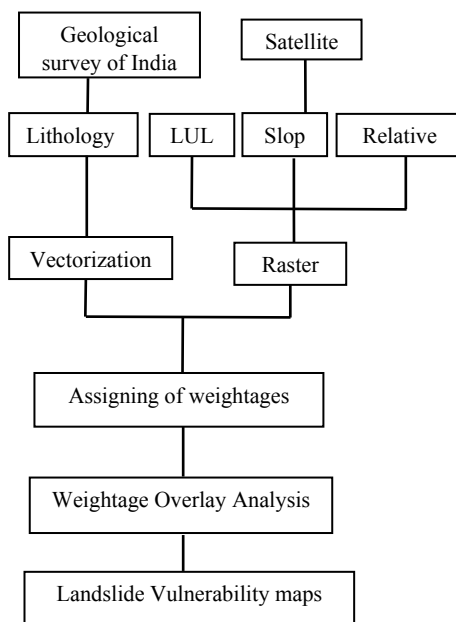 Geological
survey of India
Satellite
Lithology
LUL
Slop
Relative
Vectorization
Raster
Assigning of weightages
Weightage Overlay Analysis
Landslide Vulnerability maps